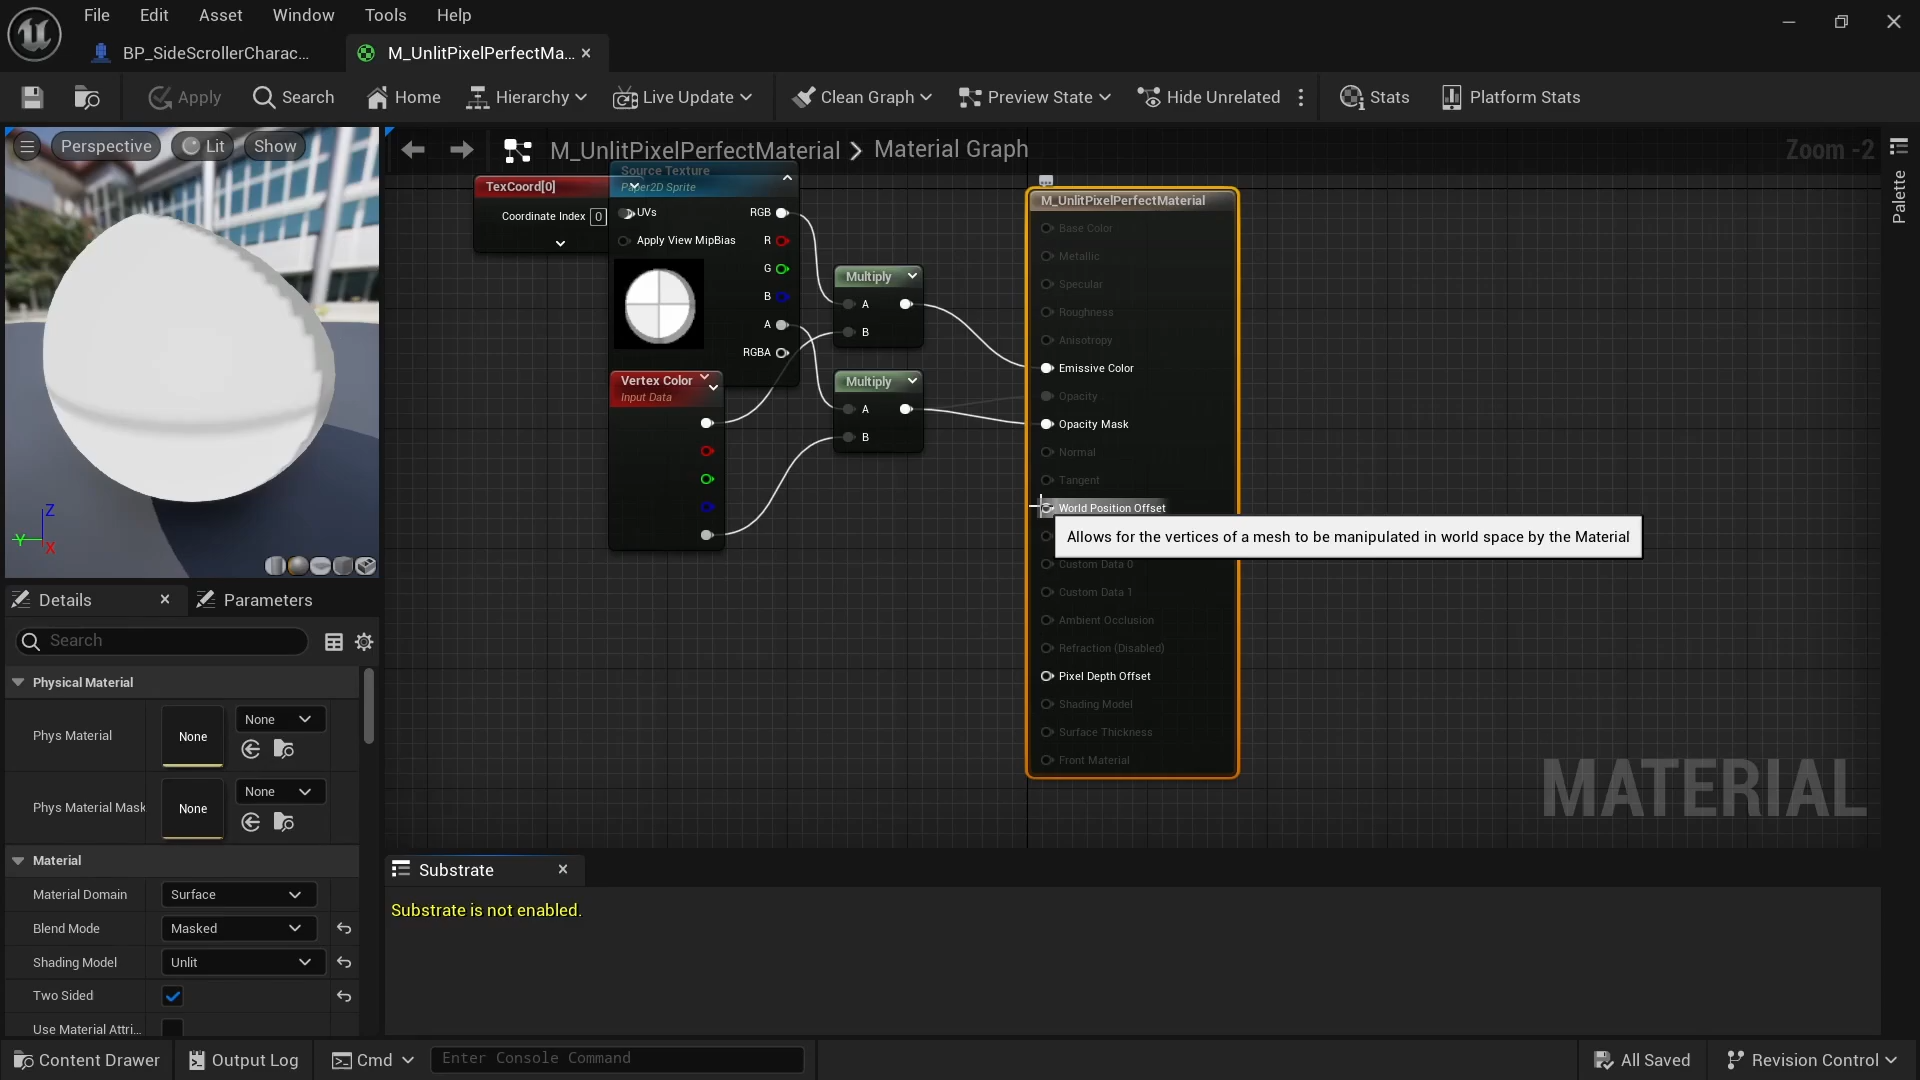 File Edit Asset Window Tools Help
BP_SideScrollerCharac... M_UnlitPixelPerfectMa...
Apply Search Home Hierarchy Live Update Clean Graph Preview State Hide Unrelated Stats Platform Stats
Perspective Lit Show
M_UnlitPixelPerfectMaterial > Material Graph
Zoom -2
Palette
TexCoord[0]
Coordinate Index 0
Source Texture
Paper2D Sprite
UVs
Apply View MipBias
RGB
R
G
B
A
RGBA
Vertex Color
Input Data
Multiply
A
B
Multiply
A
B
M_UnlitPixelPerfectMaterial
Base Color
Metallic
Specular
Roughness
Anisotropy
Emissive Color
Opacity
Opacity Mask
Normal
Tangent
World Position Offset
Allows for the vertices of a mesh to be manipulated in world space by the Material
Custom Data 0
Custom Data 1
Ambient Occlusion
Refraction (Disabled)
Pixel Depth Offset
Shading Model
Surface Thickness
Front Material
MATERIAL
Z
Y
X
Details Parameters
Search
Physical Material
Phys Material None None
Phys Material Mask None None
Material
Material Domain Surface
Blend Mode Masked
Shading Model Unlit
Two Sided
Use Material Attri...
Substrate
Substrate is not enabled.
Content Drawer Output Log Cmd Enter Console Command All Saved Revision Control